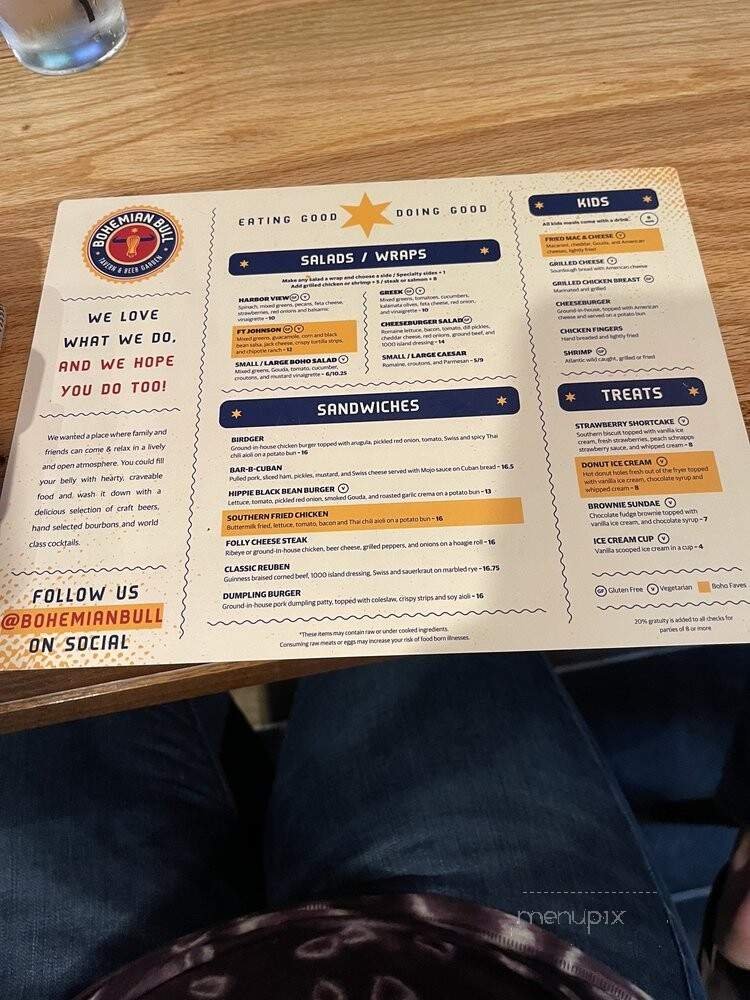 BOHEMIAN BULL
TAVERN & BEER GARDEN
WE LOVE
WHAT WE DO,
AND WE HOPE
YOU DO TOO!
We wanted a place where family and
friends can come & relax in a lively
and open atmosphere. You could fill
your belly with hearty, craveable
food and wash it down with a
delicious selection of craft beers,
hand selected bourbons and world
class cocktails.
FOLLOW US
@BOHEMIANBULL
ON SOCIAL
EATING GOOD DOING GOOD
SALADS / WRAPS
Make any salad a wrap and choose a side / Specialty sides + 1
Add grilled chicken or shrimp + 5 / steak or salmon + 8
HARBOR VIEW GF V
Spinach, mixed greens, pecans, feta cheese,
strawberries, red onions and balsamic
vinaigrette - 10
FT JOHNSON GF V
Mixed greens, guacamole, corn and black
bean salsa, jack cheese, crispy tortilla strips,
and chipotle ranch - 13
SMALL / LARGE BOHO SALAD V
Mixed greens, Gouda, tomato, cucumber,
croutons, and mustard vinaigrette - 6/10.25
GREEK GF V
Mixed greens, tomatoes, cucumbers,
kalamata olives, feta cheese, red onion,
and vinaigrette - 10
CHEESEBURGER SALAD GF
Romaine lettuce, bacon, tomato, dill pickles,
cheddar cheese, red onions, ground beef, and
1000 island dressing - 14
SMALL / LARGE CAESAR
Romaine, croutons, and Parmesan - 5/9
SANDWICHES
BIRDGER
Ground-in-house chicken burger topped with arugula, pickled red onion, tomato, Swiss and spicy Thai
chili aioli on a potato bun - 16
BAR-B-CUBAN
Pulled pork, sliced ham, pickles, mustard, and Swiss cheese served with Mojo sauce on Cuban bread - 16.5
HIPPIE BLACK BEAN BURGER V
Lettuce, tomato, pickled red onion, smoked Gouda, and roasted garlic crema on a potato bun - 13
SOUTHERN FRIED CHICKEN
Buttermilk fried, lettuce, tomato, bacon and Thai chili aioli on a potato bun - 16
FOLLY CHEESE STEAK
Ribeye or ground-in-house chicken, beer cheese, grilled peppers, and onions on a hoagie roll - 16
CLASSIC REUBEN
Guinness braised corned beef, 1000 island dressing, Swiss and sauerkraut on marbled rye - 16.75
DUMPLING BURGER
Ground-in-house pork dumpling patty, topped with coleslaw, crispy strips and soy aioli - 16
*These items may contain raw or under cooked ingredients.
Consuming raw meats or eggs may increase your risk of food born illnesses.
KIDS
All kids meals come with a drink.
FRIED MAC & CHEESE V
Macaroni, cheddar, Gouda, and American
cheeses, lightly fried
GRILLED CHEESE V
Sourdough bread with American cheese
GRILLED CHICKEN BREAST GF
Marinated and grilled
CHEESEBURGER
Ground-in-house, topped with American
cheese and served on a potato bun
CHICKEN FINGERS
Hand breaded and lightly fried
SHRIMP GF
Atlantic wild caught, grilled or fried
TREATS
STRAWBERRY SHORTCAKE V
Southern biscuit topped with vanilla ice
cream, fresh strawberries, peach schnapps
strawberry sauce, and whipped cream - 8
DONUT ICE CREAM V
Hot donut holes fresh out of the fryer topped
with vanilla ice cream, chocolate syrup and
whipped cream - 8
BROWNIE SUNDAE V
Chocolate fudge brownie topped with
vanilla ice cream, and chocolate syrup - 7
ICE CREAM CUP V
Vanilla scooped ice cream in a cup - 4
GF Gluten Free V Vegetarian Boho Faves
20% gratuity is added to all checks for
parties of 8 or more
menupix